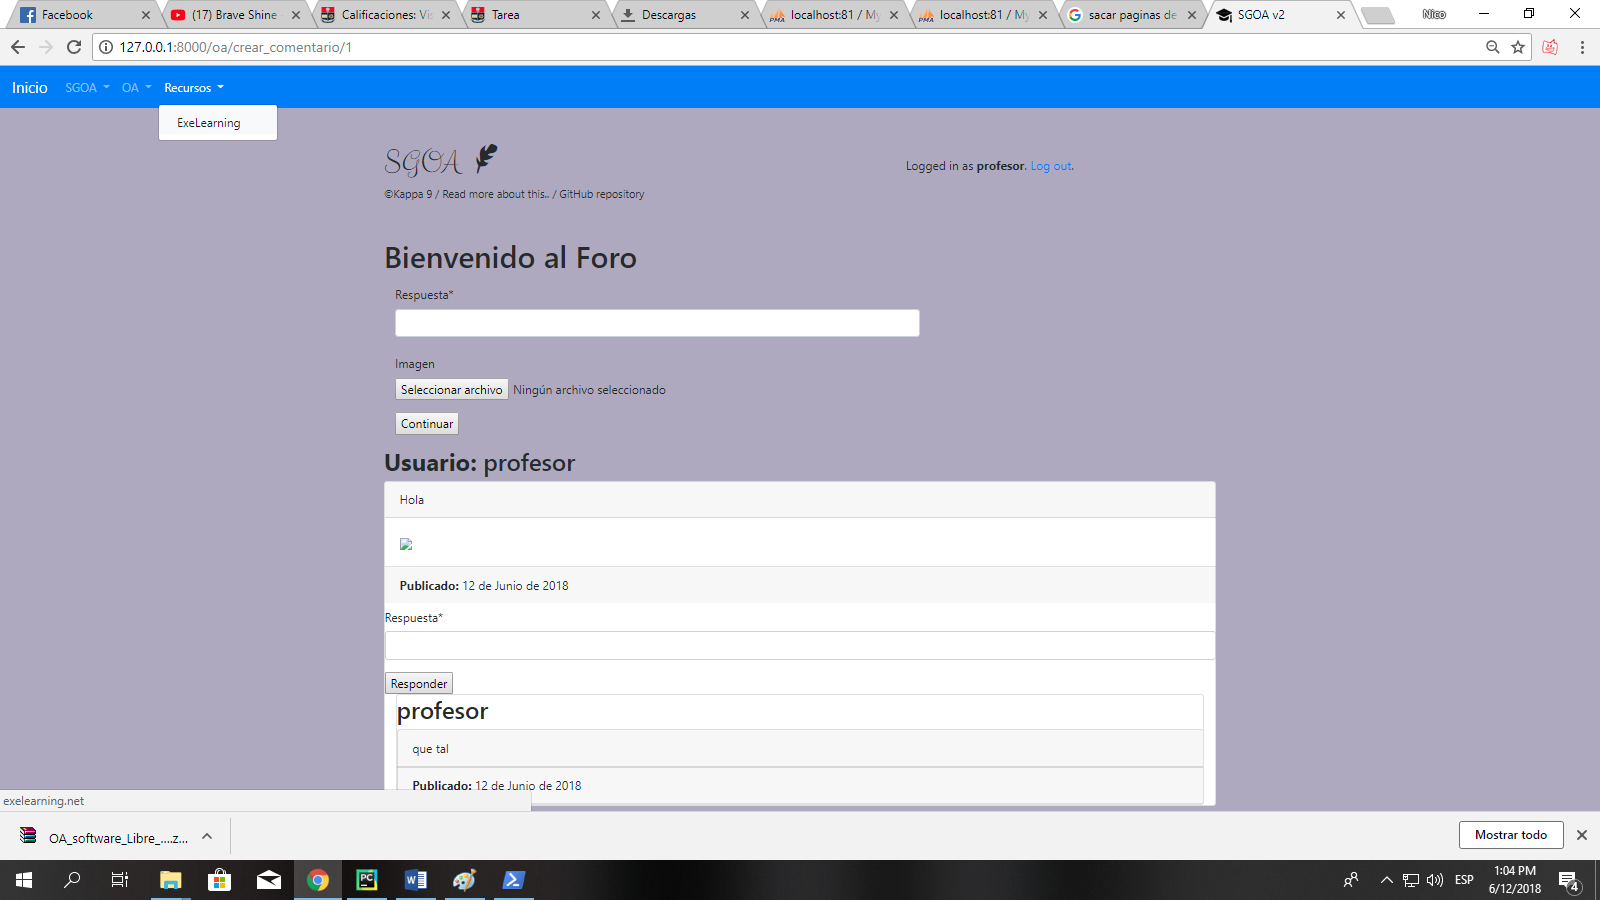 Facebook
(17) Brave Shine -
Calificaciones: Vis
Tarea
Descargas
localhost:81 / My
localhost:81 / My
sacar paginas de
SGOA v2
Nico
127.0.0.1:8000/oa/crear_comentario/1
Inicio SGOA OA Recursos
ExeLearning
SGOA
Logged in as profesor. Log out.
©Kappa 9 / Read more about this.. / GitHub repository
Bienvenido al Foro
Respuesta*
Imagen
Seleccionar archivo Ningún archivo seleccionado
Continuar
Usuario: profesor
Hola
Publicado: 12 de Junio de 2018
Respuesta*
Responder
profesor
que tal
Publicado: 12 de Junio de 2018
exelearning.net
OA_software_Libre_....z...
Mostrar todo
ESP
1:04 PM
6/12/2018
4